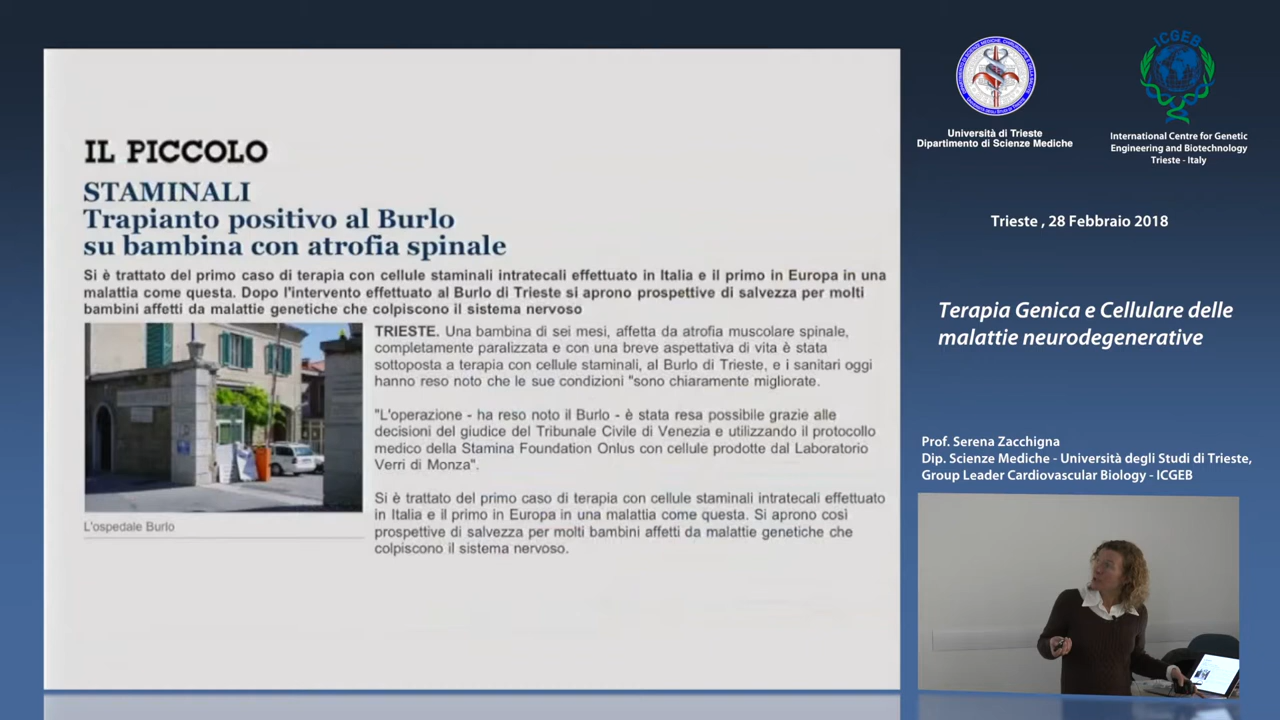 IL PICCOLO
STAMINALI
Trapianto positivo al Burlo
su bambina con atrofia spinale
Si è trattato del primo caso di terapia con cellule staminali intratecali effettuato in Italia e il primo in Europa in una
malattia come questa. Dopo l'intervento effettuato al Burlo di Trieste si aprono prospettive di salvezza per molti
bambini affetti da malattie genetiche che colpiscono il sistema nervoso
TRIESTE. Una bambina di sei mesi, affetta da atrofia muscolare spinale,
completamente paralizzata e con una breve aspettativa di vita è stata
sottoposta a terapia con cellule staminali, al Burlo di Trieste, e i sanitari oggi
hanno reso noto che le sue condizioni "sono chiaramente migliorate.
"L'operazione - ha reso noto il Burlo - è stata resa possibile grazie alle
decisioni del giudice del Tribunale Civile di Venezia e utilizzando il protocollo
medico della Stamina Foundation Onlus con cellule prodotte dal Laboratorio
Verri di Monza".
Si è trattato del primo caso di terapia con cellule staminali intratecali effettuato
in Italia e il primo in Europa in una malattia come questa. Si aprono così
prospettive di salvezza per molti bambini affetti da malattie genetiche che
colpiscono il sistema nervoso.
L'ospedale Burlo
Università di Trieste
Dipartimento di Scienze Mediche
ICGEB
International Centre for Genetic
Engineering and Biotechnology
Trieste - Italy
Trieste , 28 Febbraio 2018
Terapia Genica e Cellulare delle
malattie neurodegenerative
Prof. Serena Zacchigna
Dip. Scienze Mediche - Università degli Studi di Trieste,
Group Leader Cardiovascular Biology - ICGEB